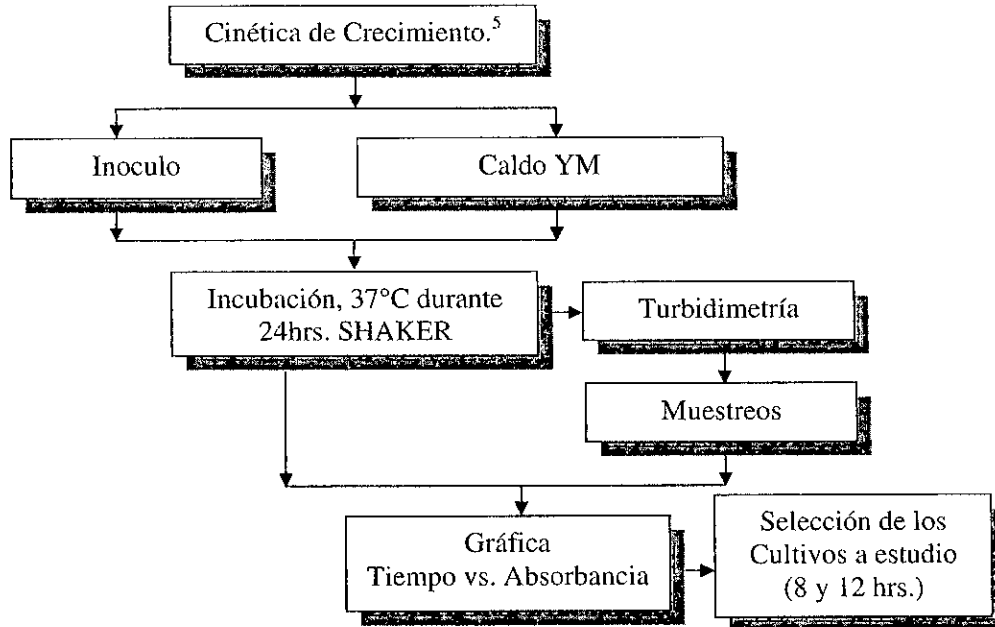 Cinética de Crecimiento.⁵
Inoculo
Caldo YM
Incubación, 37°C durante
24hrs. SHAKER
Turbidimetría
Muestreos
Gráfica
Tiempo vs. Absorbancia
Selección de los
Cultivos a estudio
(8 y 12 hrs.)